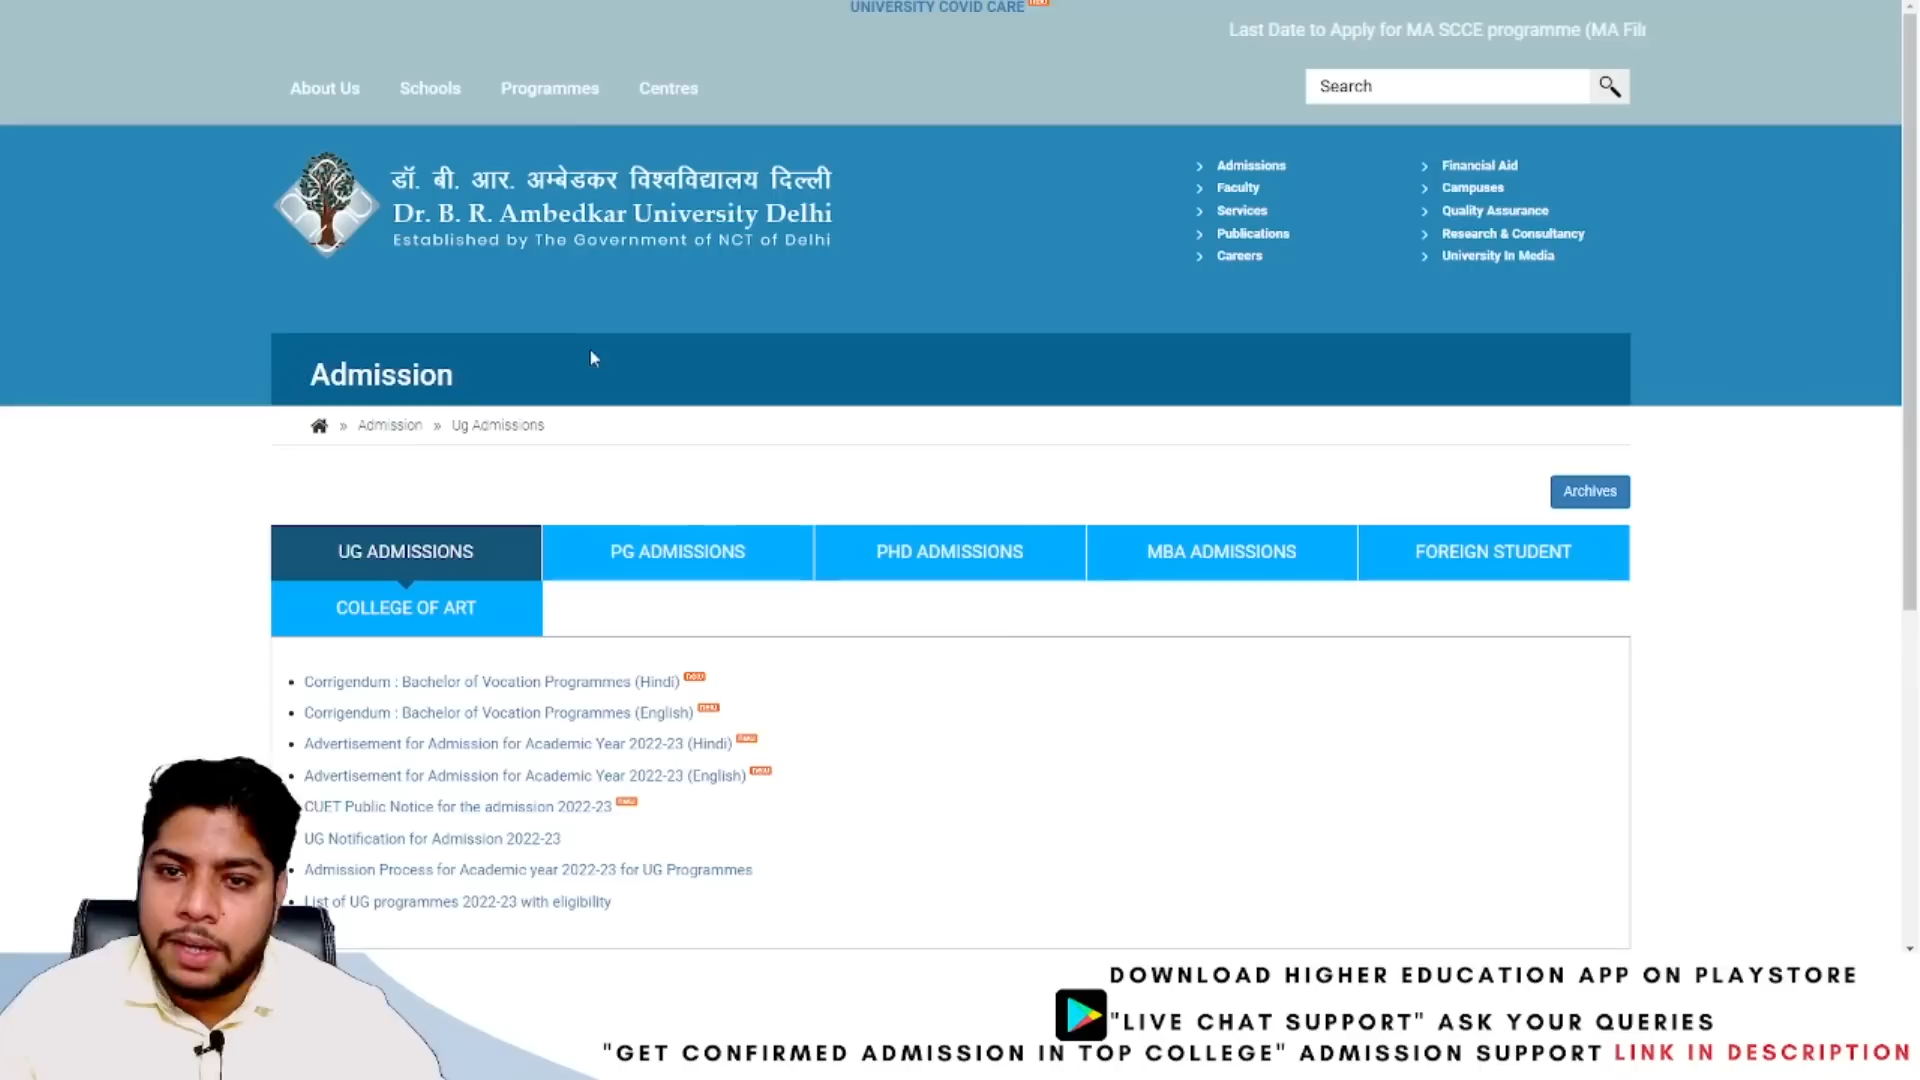 UNIVERSITY COVID CARE new
Last Date to Apply for MA SCCE programme (MA
About Us Schools Programmes Centres
Search
डॉ. बी. आर. अम्बेडकर विश्वविद्यालय दिल्ली
Dr. B. R. Ambedkar University Delhi
Established by The Government of NCT of Delhi
Admissions
Faculty
Services
Publications
Careers
Financial Aid
Campuses
Quality Assurance
Research & Consultancy
University In Media
Admission
» Admission » Ug Admissions
Archives
UG ADMISSIONS PG ADMISSIONS PHD ADMISSIONS MBA ADMISSIONS FOREIGN STUDENT
COLLEGE OF ART
Corrigendum : Bachelor of Vocation Programmes (Hindi) new
Corrigendum : Bachelor of Vocation Programmes (English) new
Advertisement for Admission for Academic Year 2022-23 (Hindi) new
Advertisement for Admission for Academic Year 2022-23 (English) new
CUET Public Notice for the admission 2022-23 new
UG Notification for Admission 2022-23
Admission Process for Academic year 2022-23 for UG Programmes
List of UG programmes 2022-23 with eligibility
DOWNLOAD HIGHER EDUCATION APP ON PLAYSTORE
"LIVE CHAT SUPPORT" ASK YOUR QUERIES
"GET CONFIRMED ADMISSION IN TOP COLLEGE" ADMISSION SUPPORT LINK IN DESCRIPTION